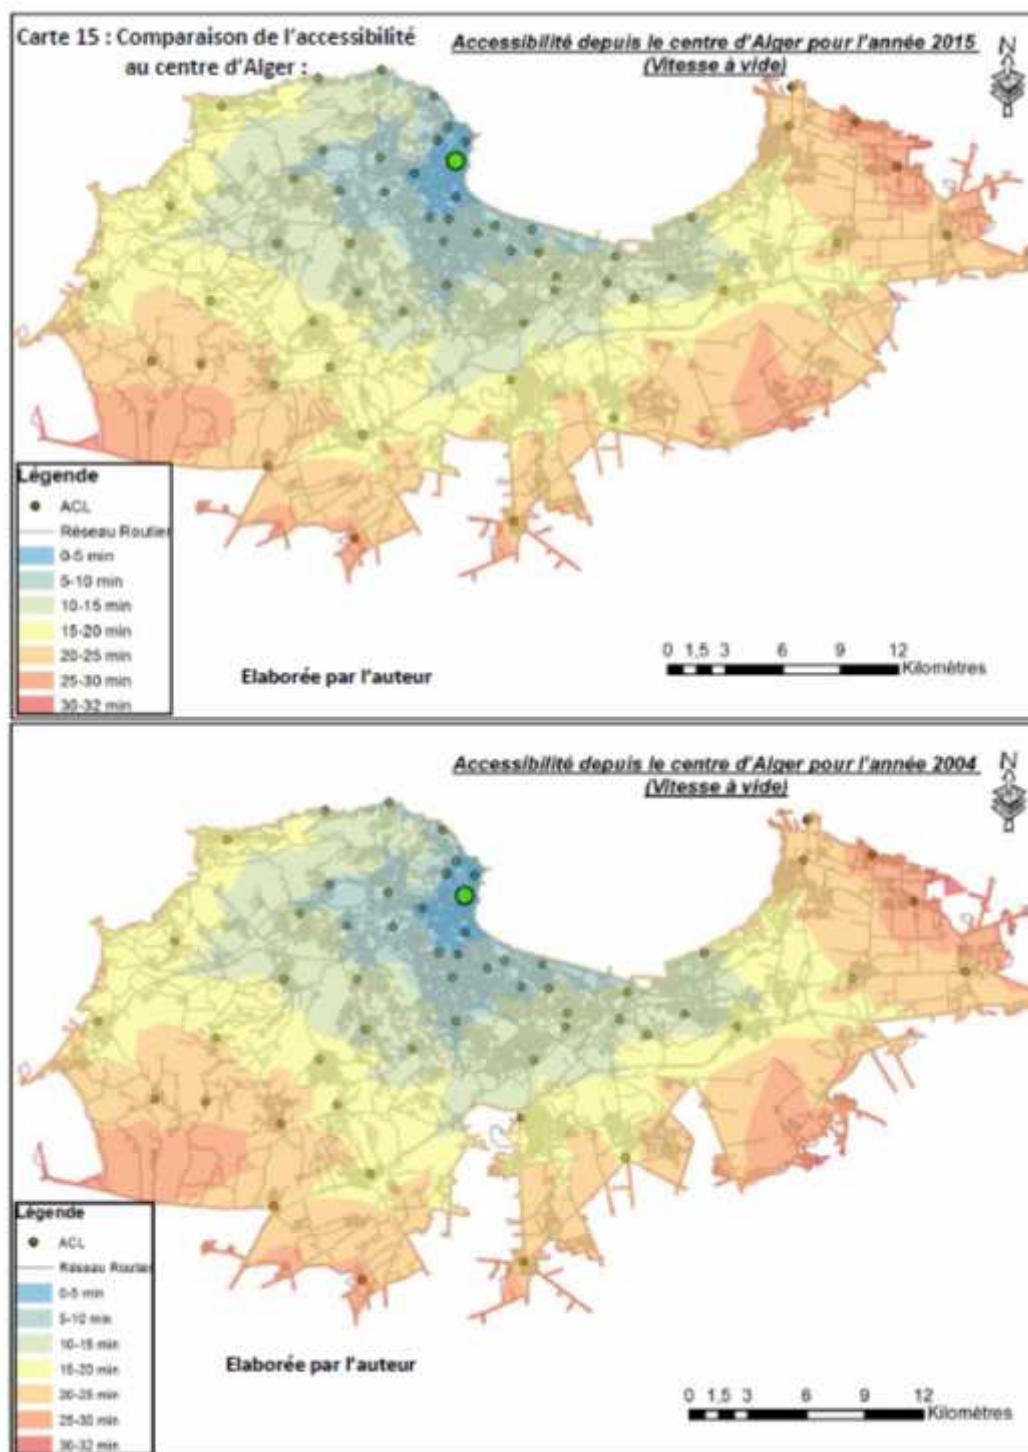 Carte 15 : Comparaison de l'accessibilité
au centre d'Alger :
Accessibilité depuis le centre d'Alger pour l'année 2015
(Vitesse à vide)
N
Légende
ACL
Réseau Routier
0-5 min
5-10 min
10-15 min
15-20 min
20-25 min
25-30 min
30-32 min
Elaborée par l'auteur
0 1,5 3 6 9 12
Kilomètres
Accessibilité depuis le centre d'Alger pour l'année 2004
(Vitesse à vide)
N
Légende
ACL
Réseau Routier
0-5 min
5-10 min
10-15 min
15-20 min
20-25 min
25-30 min
30-32 min
Elaborée par l'auteur
0 1,5 3 6 9 12
Kilomètres